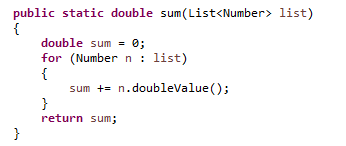 public static double sum(List<Number> list)
{
    double sum = 0;
    for (Number n : list)
    {
        sum += n.doubleValue();
    }
    return sum;
}